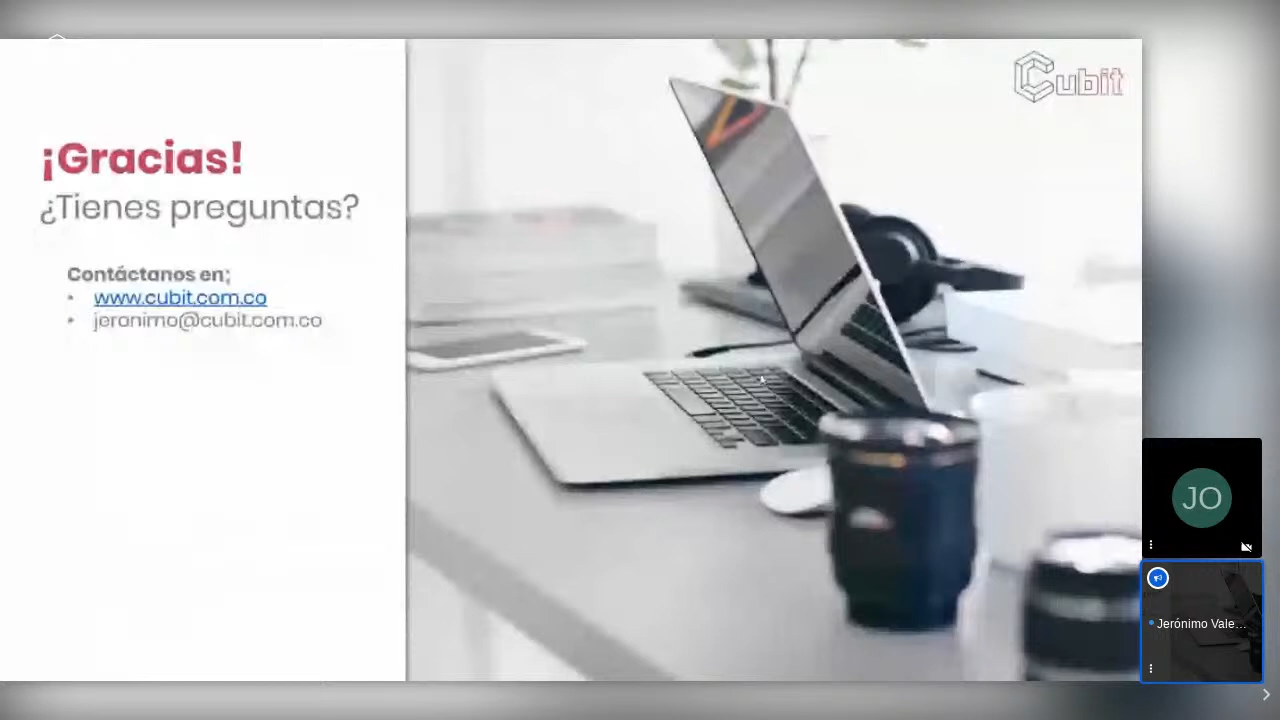 Cubit
¡Gracias!
¿Tienes preguntas?
Contáctanos en;
• www.cubit.com.co
• jeronimo@cubit.com.co
JO
Jerónimo Vale...